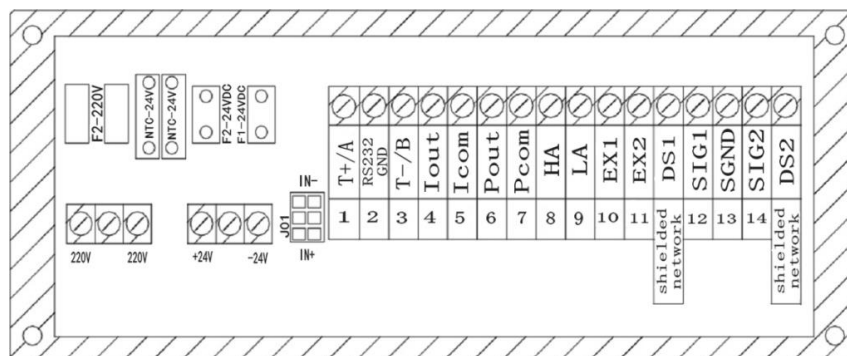 F2-220V
NTC-24V
NTC-24V
F2-24VDC
F1-24VDC
T+/A
RS232
GND
T-/B
Iout
Icom
Pout
Pcom
HA
LA
EX1
EX2
DS1
SIG1
SGND
SIG2
DS2
1
2
3
4
5
6
7
8
9
10
11
12
13
14
shielded
network
shielded
network
IN-
J01
IN+
220V
220V
+24V
-24V